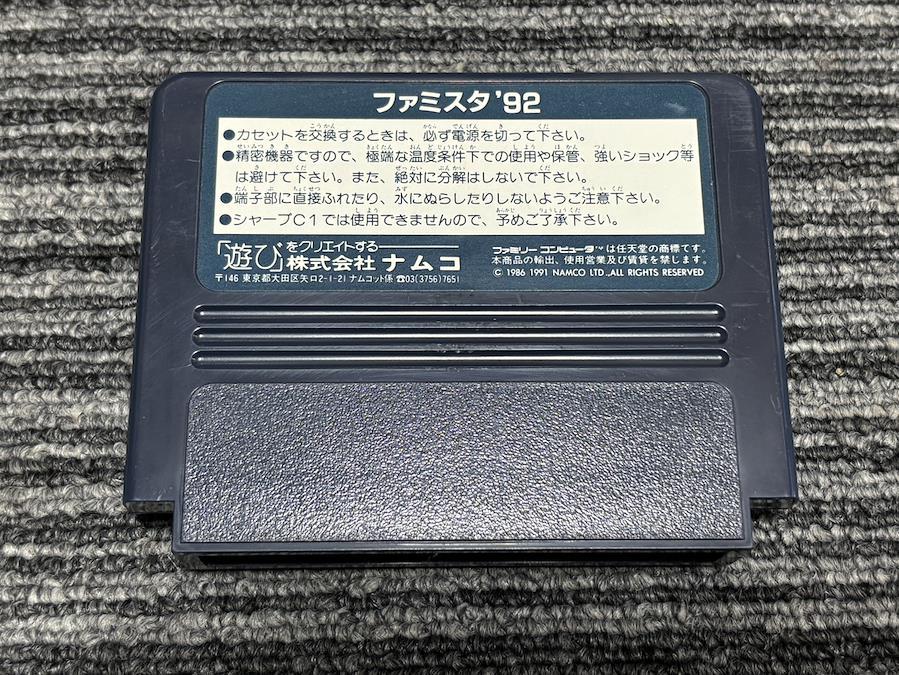 ファミスタ '92
●カセットを交換するときは、必ず電源を切って下さい。
●精密機器ですので、極端な温度条件下での使用や保管、強いショック等
は避けて下さい。また、絶対に分解はしないで下さい。
●端子部に直接ふれたり、水にぬらしたりしないようご注意下さい。
●シャープC1では使用できませんので、予めご了承下さい。
「遊び」をクリエイトする
株式会社 ナムコ
〒146 東京都大田区矢口2-1-21 ナムコット係 ☎03(3756)7651
ファミリーコンピュータ™は任天堂の商標です。
本商品の輸出、使用営業及び賃貸を禁じます。
© 1986 1991 NAMCO LTD.,ALL RIGHTS RESERVED